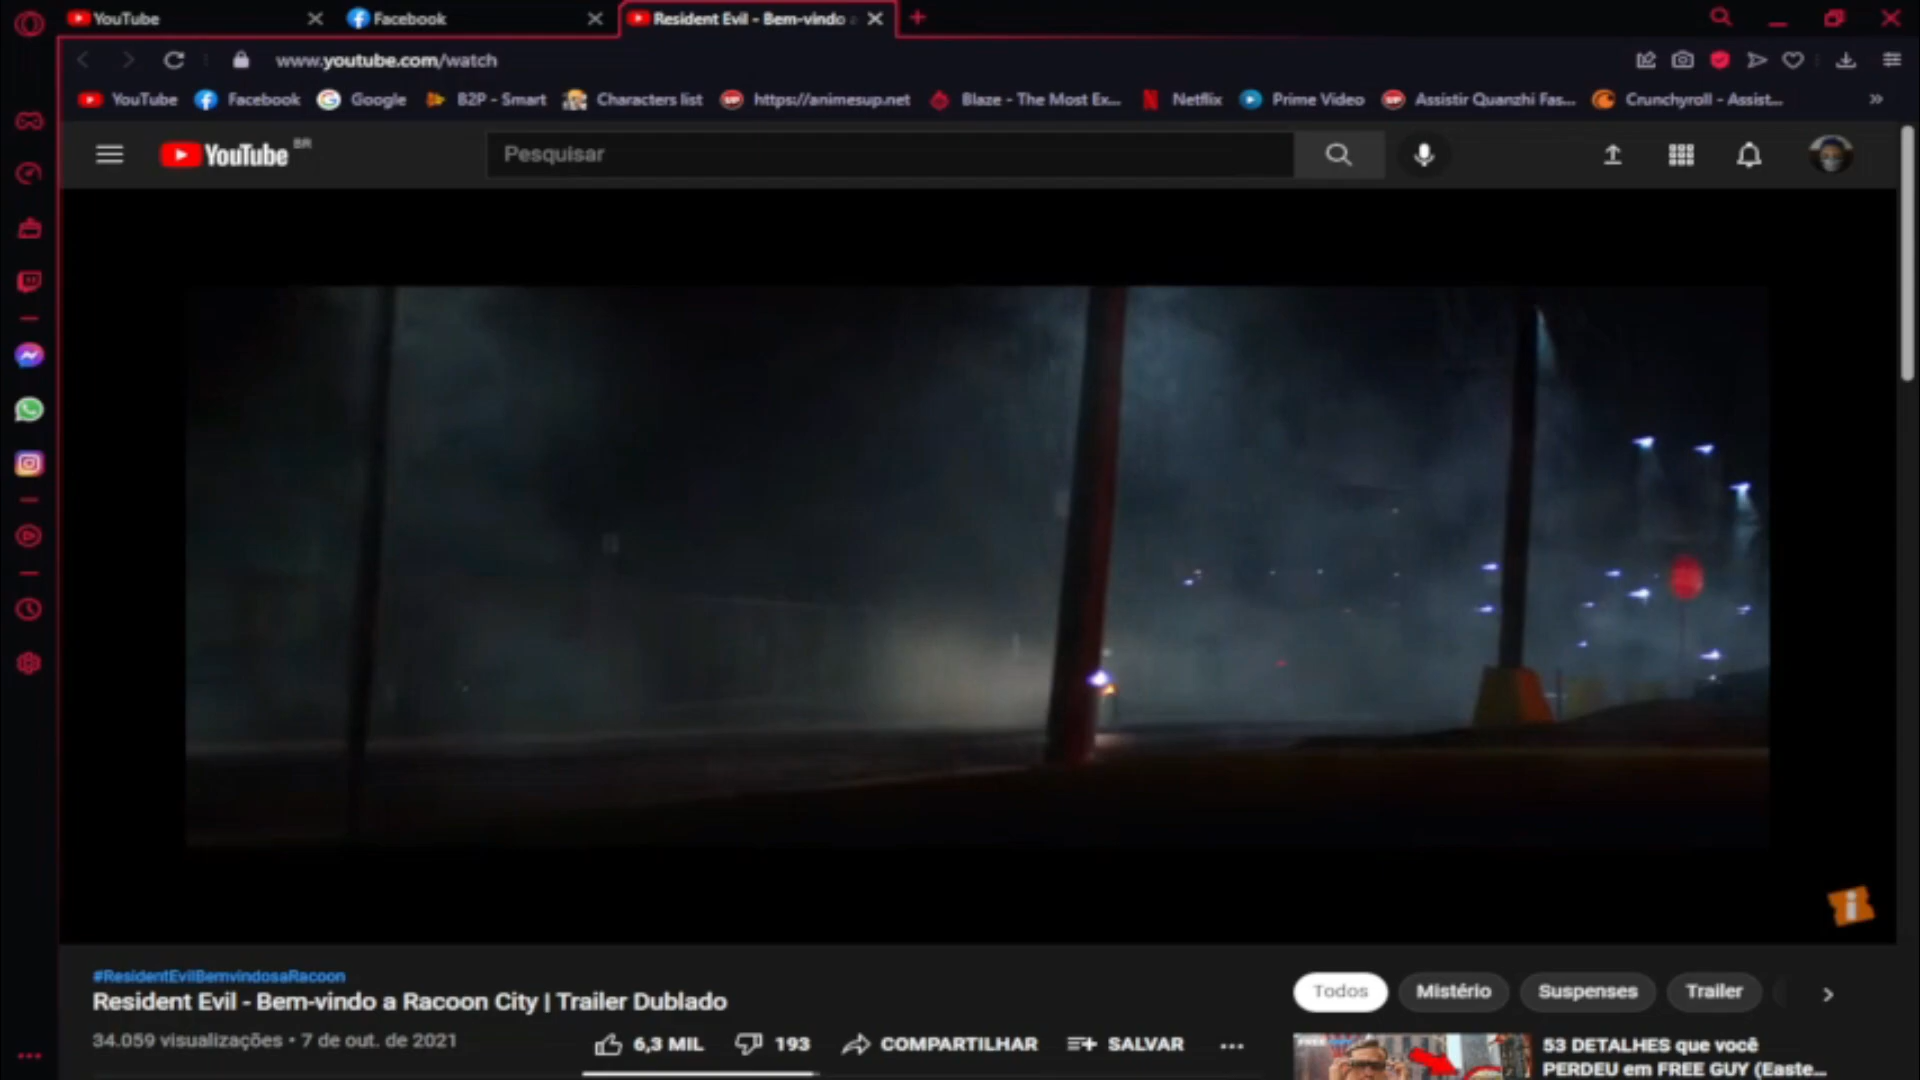 YouTube
Facebook
Resident Evil - Bem-vindo
www.youtube.com/watch
YouTube
Facebook
Google
B2P - Smart
Characters list
https://animesup.net
Blaze - The Most Ex...
Netflix
Prime Video
Assistir Quanzhi Fas...
Crunchyroll - Assist...
YouTube BR
Pesquisar
#ResidentEvilBemvindosaRacoon
Resident Evil - Bem-vindo a Racoon City | Trailer Dublado
34.059 visualizações • 7 de out. de 2021
6,3 MIL
193
COMPARTILHAR
SALVAR
Todos
Mistério
Suspenses
Trailer
53 DETALHES que você
PERDEU em FREE GUY (Easte...